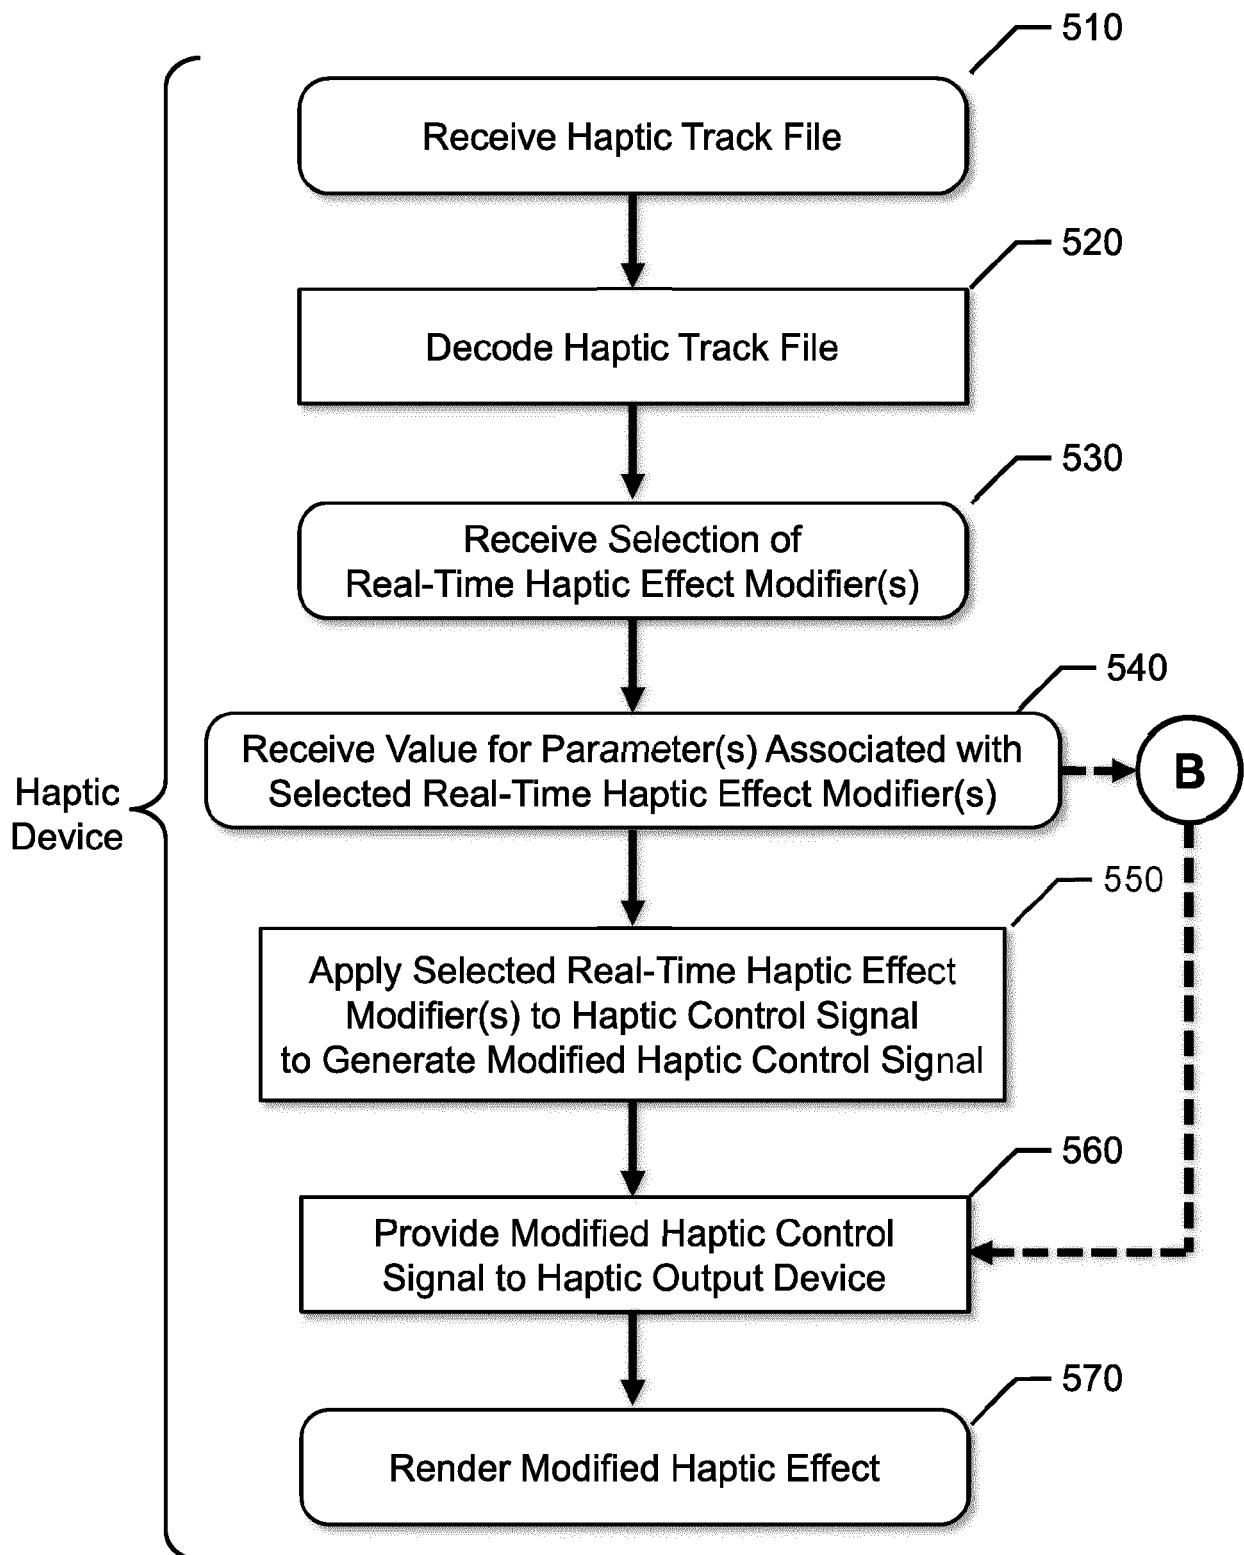 510
Receive Haptic Track File
520
Decode Haptic Track File
530
Receive Selection of
Real-Time Haptic Effect Modifier(s)
540
Receive Value for Parameter(s) Associated with
Selected Real-Time Haptic Effect Modifier(s)
B
Haptic
Device
550
Apply Selected Real-Time Haptic Effect
Modifier(s) to Haptic Control Signal
to Generate Modified Haptic Control Signal
560
Provide Modified Haptic Control
Signal to Haptic Output Device
570
Render Modified Haptic Effect